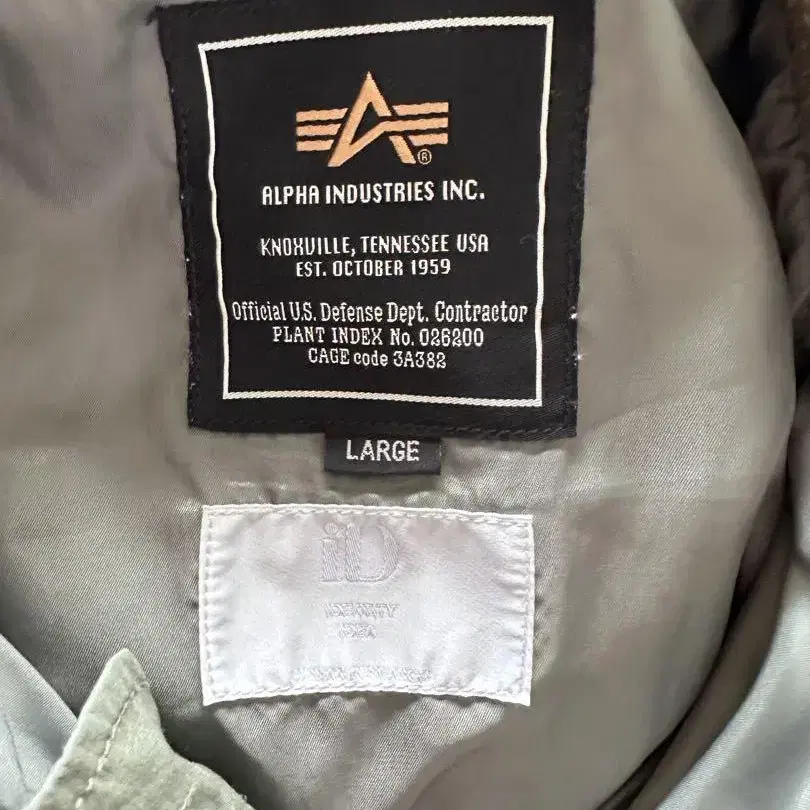 ®
ALPHA INDUSTRIES INC.
KNOXVILLE, TENNESSEE USA
EST. OCTOBER 1959
Official U.S. Defense Dept. Contractor
PLANT INDEX No. 026200
CAGE code 3A382
LARGE
iD
IDENTITY